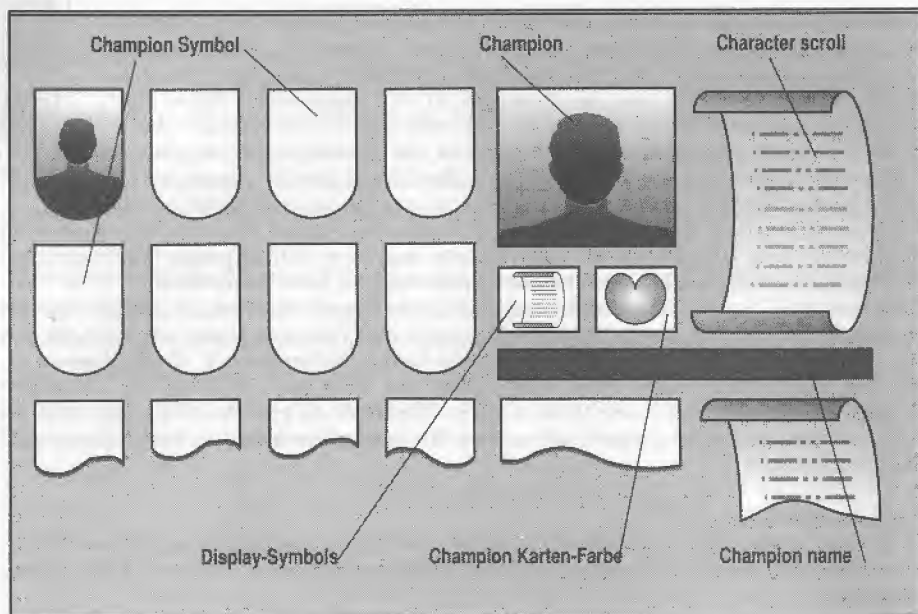 Champion Symbol
Champion
Character scroll
Display-Symbols
Champion Karten-Farbe
Champion name